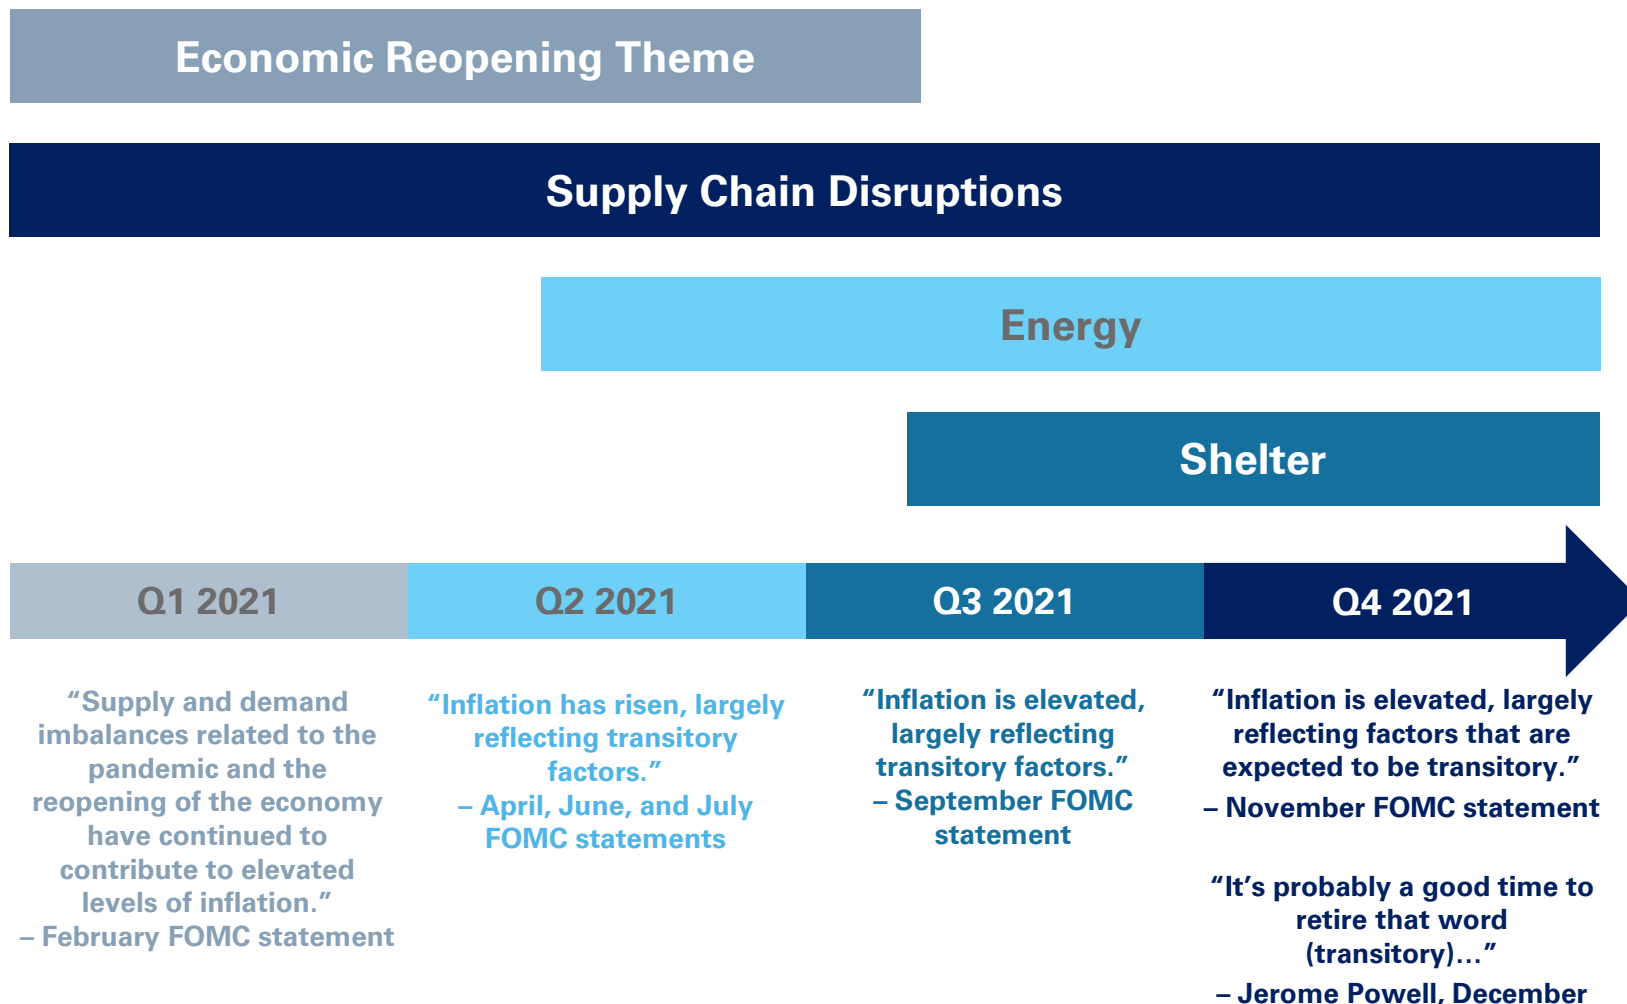 Economic Reopening Theme
Supply Chain Disruptions
Energy
Shelter
Q1 2021
Q2 2021
Q3 2021
Q4 2021
“Supply and demand
imbalances related to the
pandemic and the
reopening of the economy
have continued to
contribute to elevated
levels of inflation.”
– February FOMC statement
“Inflation has risen, largely
reflecting transitory
factors.”
– April, June, and July
FOMC statements
“Inflation is elevated,
largely reflecting
transitory factors.”
– September FOMC
statement
“Inflation is elevated, largely
reflecting factors that are
expected to be transitory.”
– November FOMC statement
“It’s probably a good time to
retire that word
(transitory)…”
– Jerome Powell, December